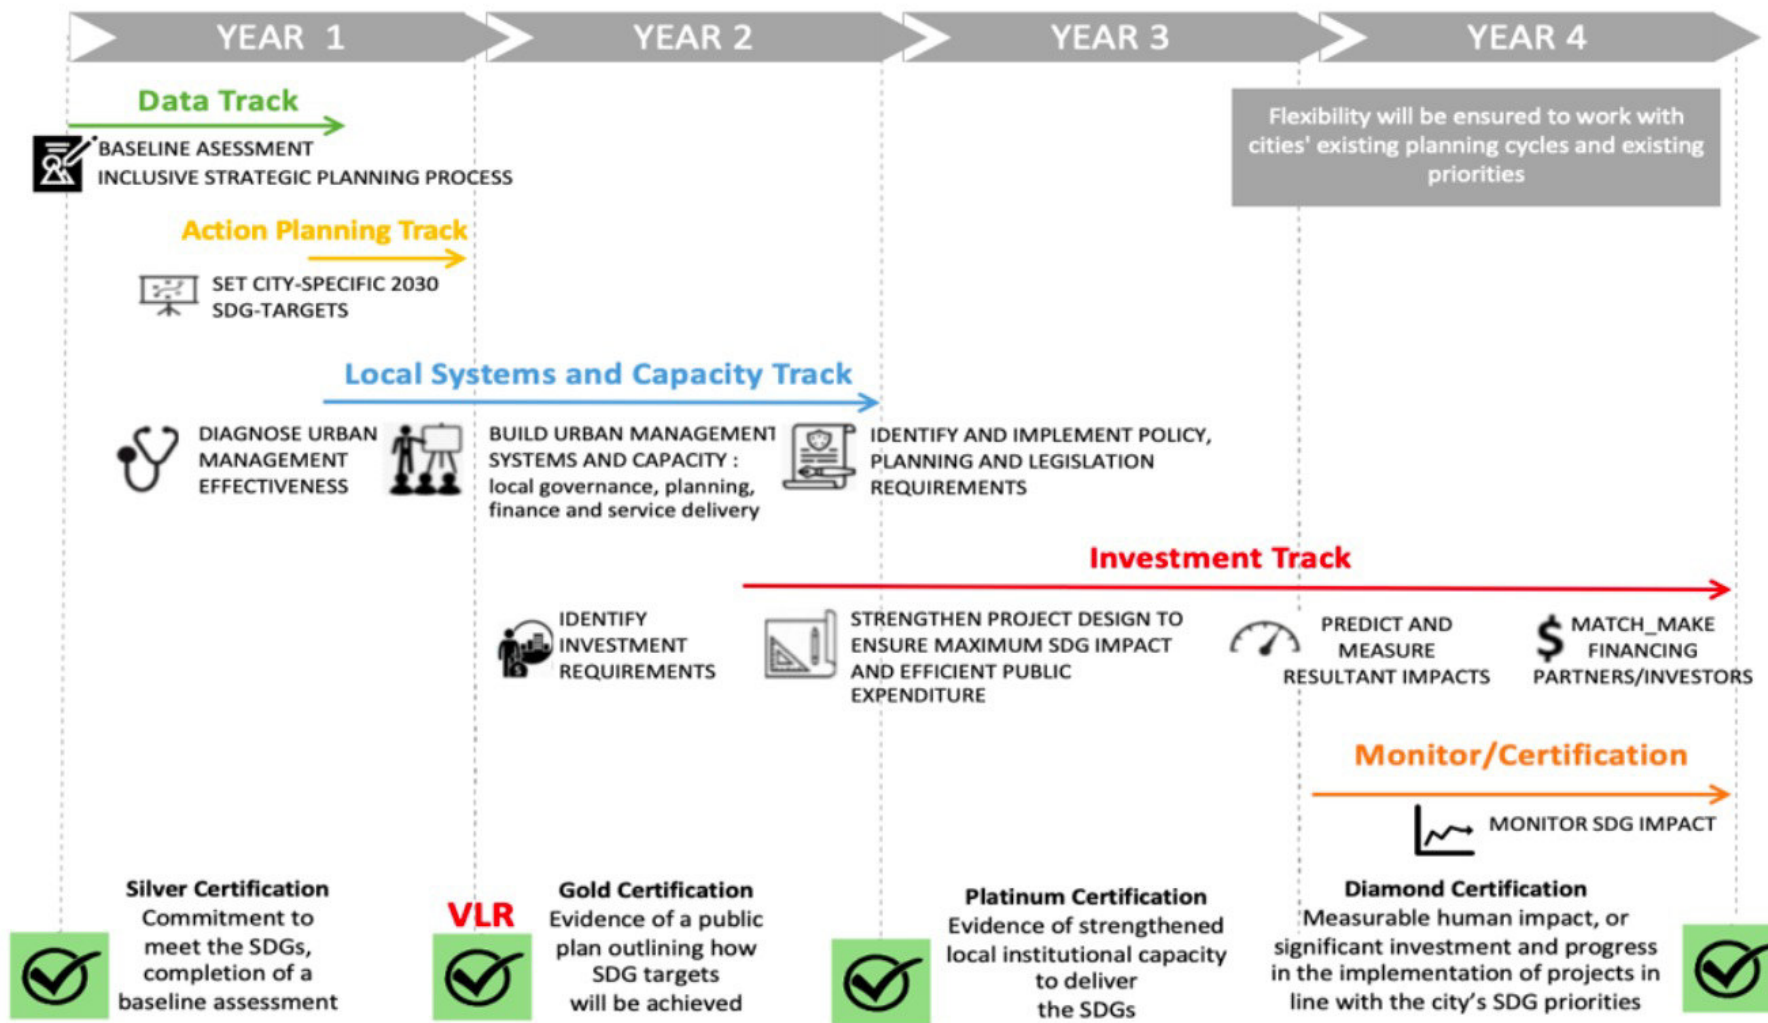 YEAR 1
YEAR 2
YEAR 3
YEAR 4
Data Track
BASELINE ASESSMENT
INCLUSIVE STRATEGIC PLANNING PROCESS
Flexibility will be ensured to work with
cities' existing planning cycles and existing
priorities
Action Planning Track
SET CITY-SPECIFIC 2030
SDG-TARGETS
Local Systems and Capacity Track
DIAGNOSE URBAN
MANAGEMENT
EFFECTIVENESS
BUILD URBAN MANAGEMENT
SYSTEMS AND CAPACITY :
local governance, planning,
finance and service delivery
IDENTIFY AND IMPLEMENT POLICY,
PLANNING AND LEGISLATION
REQUIREMENTS
Investment Track
IDENTIFY
INVESTMENT
REQUIREMENTS
STRENGTHEN PROJECT DESIGN TO
ENSURE MAXIMUM SDG IMPACT
AND EFFICIENT PUBLIC
EXPENDITURE
PREDICT AND
MEASURE
RESULTANT IMPACTS
$
MATCH_MAKE
FINANCING
PARTNERS/INVESTORS
Monitor/Certification
MONITOR SDG IMPACT
Silver Certification
Commitment to
meet the SDGs,
completion of a
baseline assessment
VLR
Gold Certification
Evidence of a public
plan outlining how
SDG targets
will be achieved
Platinum Certification
Evidence of strengthened
local institutional capacity
to deliver
the SDGs
Diamond Certification
Measurable human impact, or
significant investment and progress
in the implementation of projects in
line with the city's SDG priorities